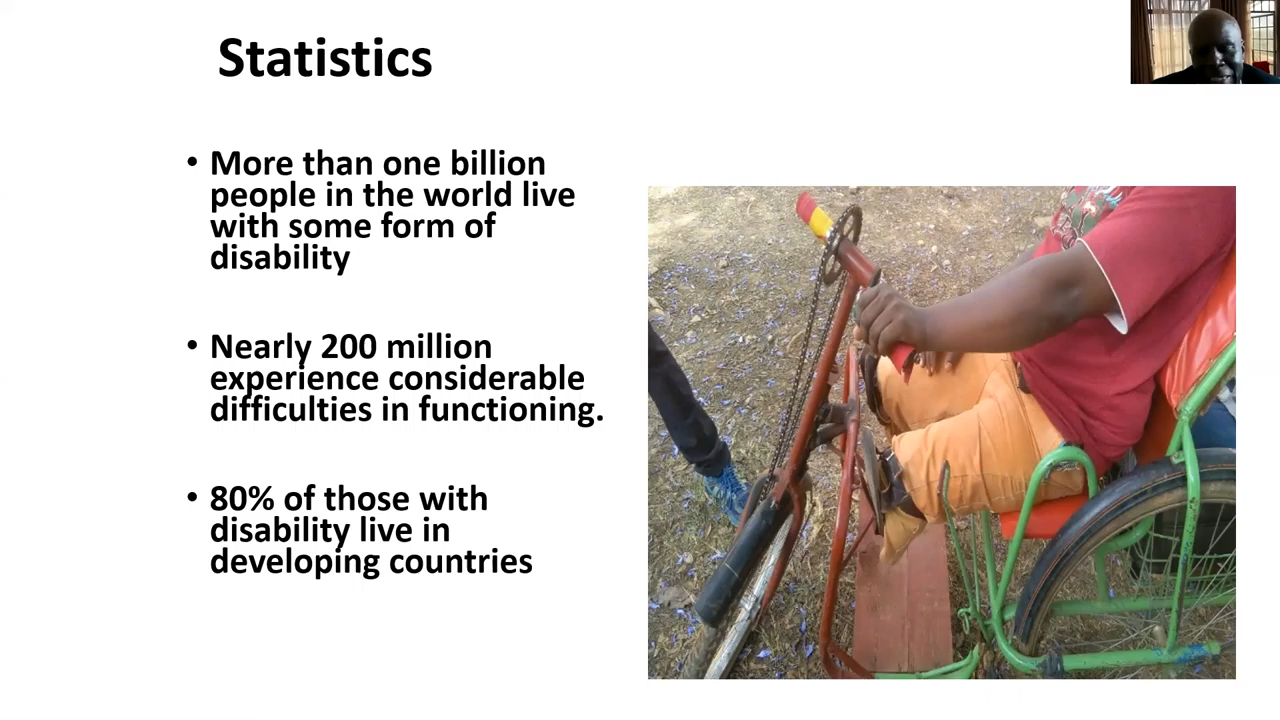 Statistics
• More than one billion
people in the world live
with some form of
disability
• Nearly 200 million
experience considerable
difficulties in functioning.
• 80% of those with
disability live in
developing countries